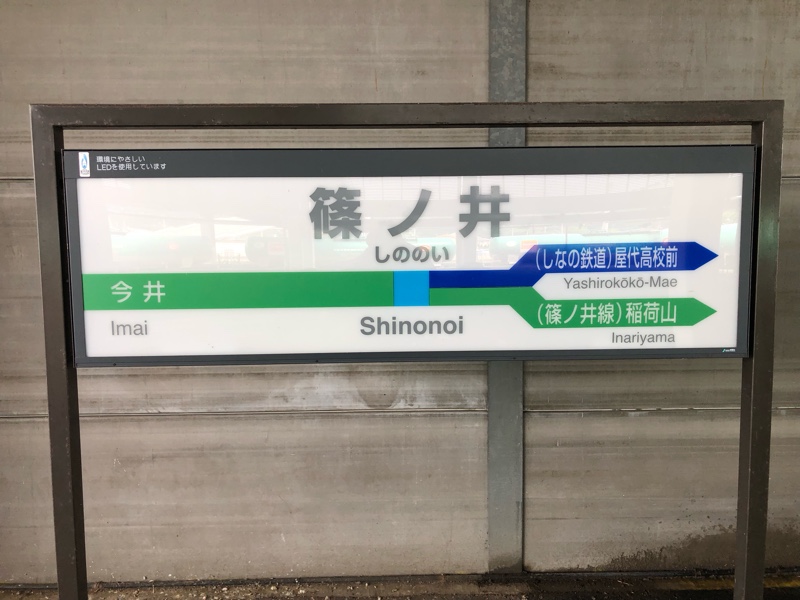 環境にやさしい
LEDを使用しています
篠ノ井
しののい
今井
Imai
Shinonoi
(しなの鉄道)屋代高校前
Yashirokōkō-Mae
(篠ノ井線)稲荷山
Inariyama